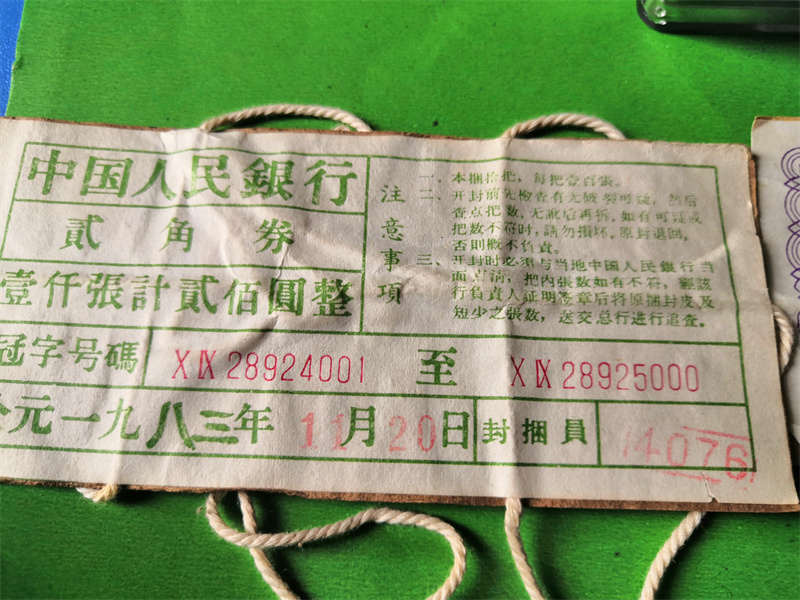 中国人民銀行
貳角券
壹仟張計貳佰圓整
注意事項
一、本捆拾把，每把壹百張。
二、开封前先檢查有无破裂可疑，然后
查点把数，无訛后再拆，如有可疑或
把数不符时，請勿損坏，原封退回，
否則概不負責。
三、开封时必須与当地中国人民銀行当
面点清，把内張数如有不符，經該
行負責人証明簽章后将原捆封皮及
短少之張数，送交总行进行追查。
冠字号碼 XIX28924001 至 XIX28925000
公元一九八三年11月20日 封捆員 14076